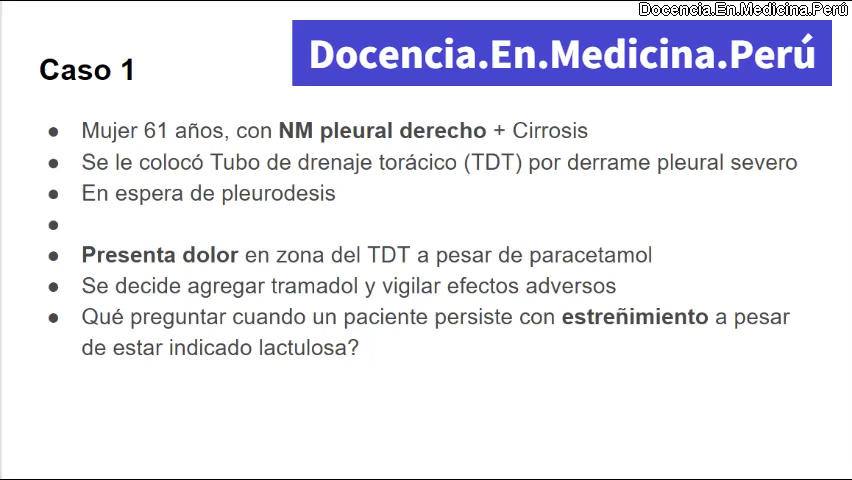 Docencia.En.Medicina.Perú
Docencia.En.Medicina.Perú
Caso 1
● Mujer 61 años, con NM pleural derecho + Cirrosis
● Se le colocó Tubo de drenaje torácico (TDT) por derrame pleural severo
● En espera de pleurodesis
●
● Presenta dolor en zona del TDT a pesar de paracetamol
● Se decide agregar tramadol y vigilar efectos adversos
● Qué preguntar cuando un paciente persiste con estreñimiento a pesar
de estar indicado lactulosa?